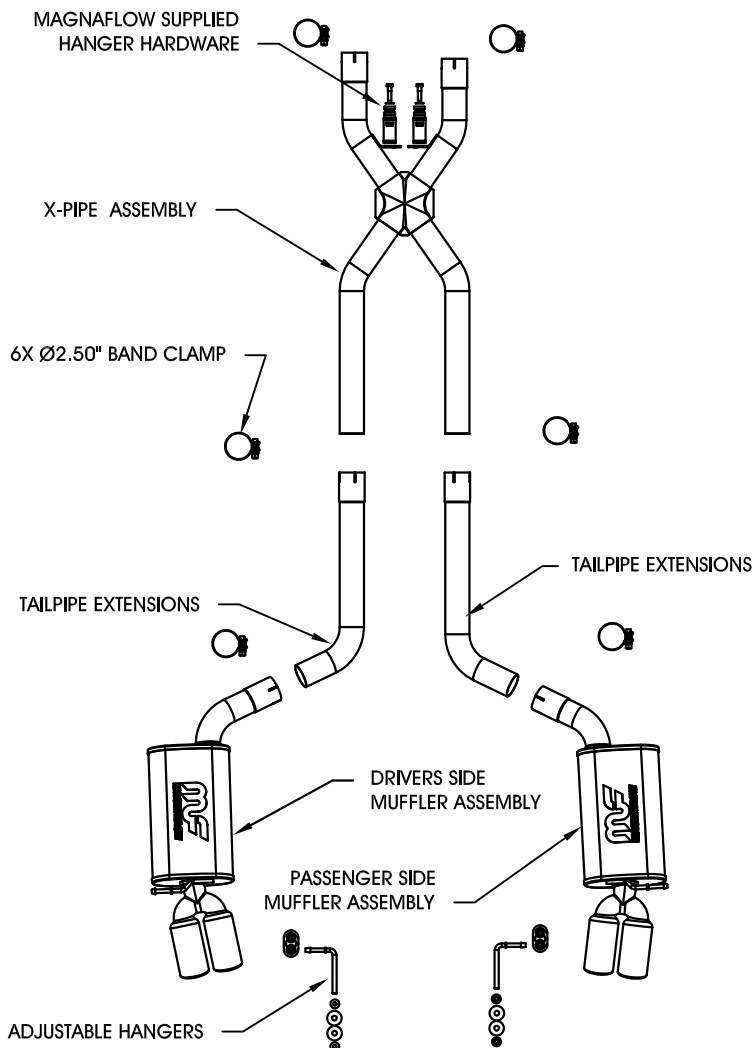 MAGNAFLOW SUPPLIED
HANGER HARDWARE
X-PIPE ASSEMBLY
6X Ø2.50" BAND CLAMP
TAILPIPE EXTENSIONS
TAILPIPE EXTENSIONS
DRIVERS SIDE
MUFFLER ASSEMBLY
PASSENGER SIDE
MUFFLER ASSEMBLY
ADJUSTABLE HANGERS